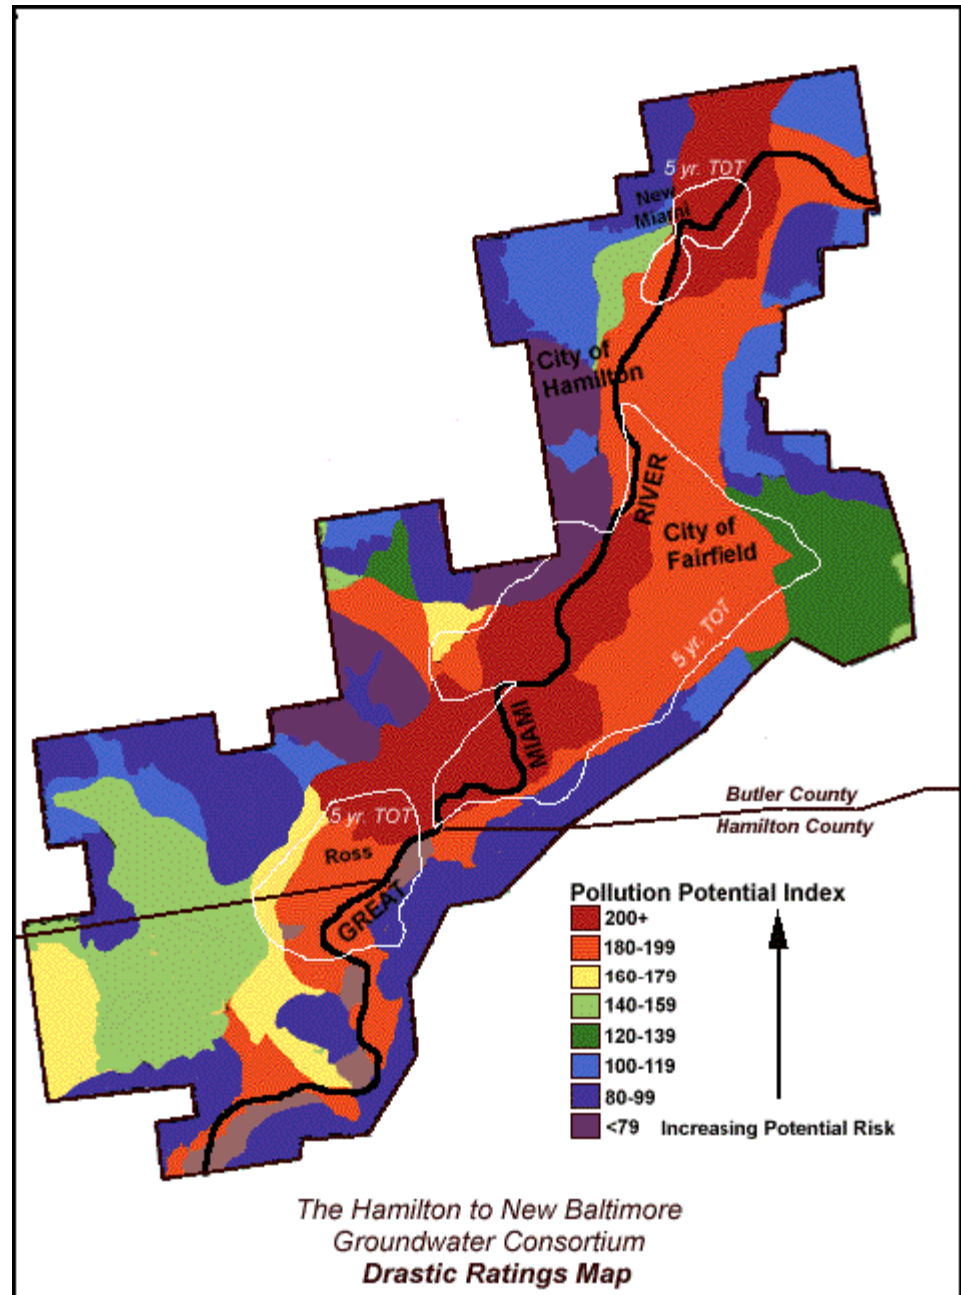 5 yr. TOT
New
Miami
City of
Hamilton
RIVER
City of
Fairfield
5 yr. TOT
MIAMI
Butler County
Hamilton County
5 yr. TOT
Ross
GREAT
Pollution Potential Index
200+
180-199
160-179
140-159
120-139
100-119
80-99
<79
Increasing Potential Risk
The Hamilton to New Baltimore
Groundwater Consortium
Drastic Ratings Map